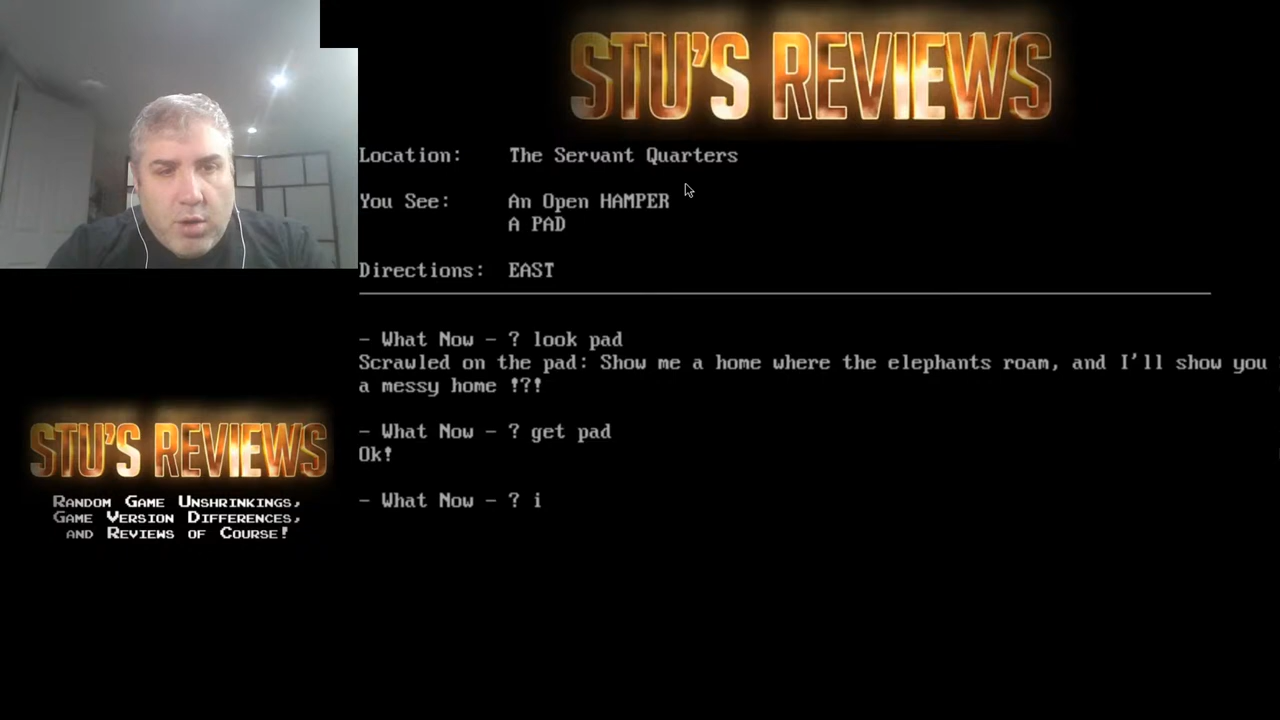 STU'S REVIEWS
Location: The Servant Quarters
You See: An Open HAMPER
A PAD
Directions: EAST
- What Now - ? look pad
Scrawled on the pad: Show me a home where the elephants roam, and I'll show you
a messy home !?!
- What Now - ? get pad
Ok!
- What Now - ? i
STU'S REVIEWS
RANDOM GAME UNSHRINKINGS,
GAME VERSION DIFFERENCES,
AND REVIEWS OF COURSE!